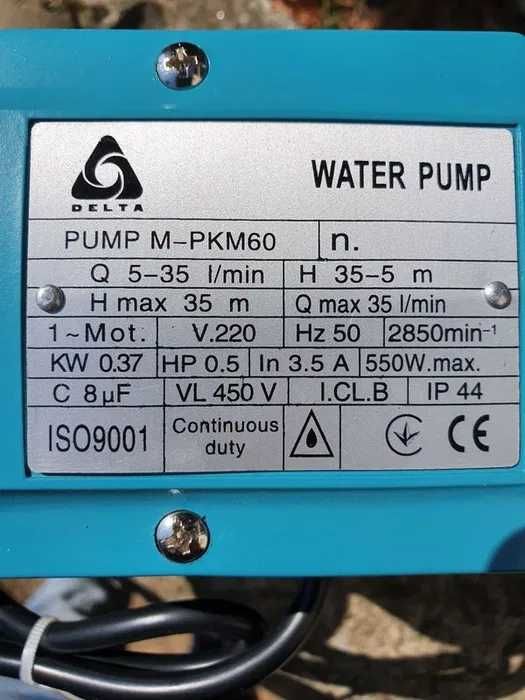 DELTA
WATER PUMP
PUMP M-PKM60 n.
Q 5-35 l/min H 35-5 m
H max 35 m Q max 35 l/min
1~Mot. V.220 Hz 50 2850min⁻¹
KW 0.37 HP 0.5 In 3.5 A 550W.max.
C 8µF VL 450 V I.CL.B IP 44
ISO9001 Continuous duty CE